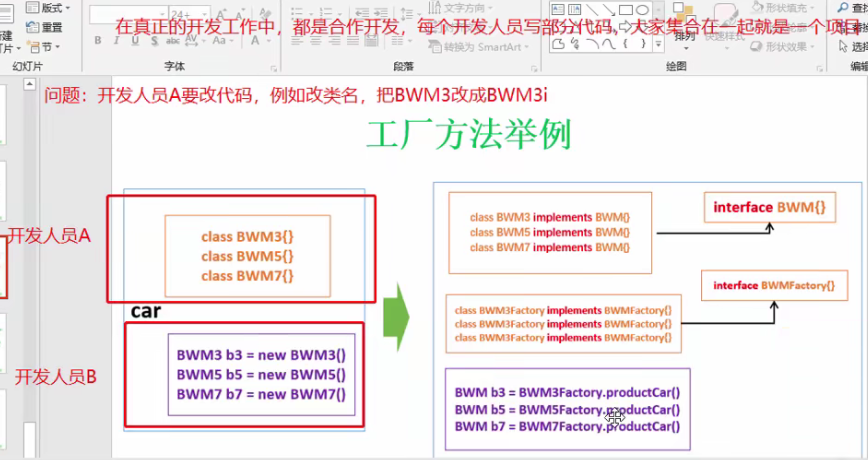 版式
重置
节
幻灯片
24
B I U S abc AV Aa A
字体
文字方向
转换为 SmartArt
段落
排列
快速样式
绘图
形状填充
形状效果
选择
在真正的开发工作中，都是合作开发，每个开发人员写部分代码，大家集合在一起就是一个项目
问题：开发人员A要改代码，例如改类名，把BWM3改成BWM3i
工厂方法举例
开发人员A
class BWM3{}
class BWM5{}
class BWM7{}
car
开发人员B
BWM3 b3 = new BWM3()
BWM5 b5 = new BWM5()
BWM7 b7 = new BWM7()
class BWM3 implements BWM{}
class BWM5 implements BWM{}
class BWM7 implements BWM{}
interface BWM{}
class BWM3Factory implements BWMFactory{}
class BWM3Factory implements BWMFactory{}
class BWM3Factory implements BWMFactory{}
interface BWMFactory{}
BWM b3 = BWM3Factory.productCar()
BWM b5 = BWM5Factory.productCar()
BWM b7 = BWM7Factory.productCar()